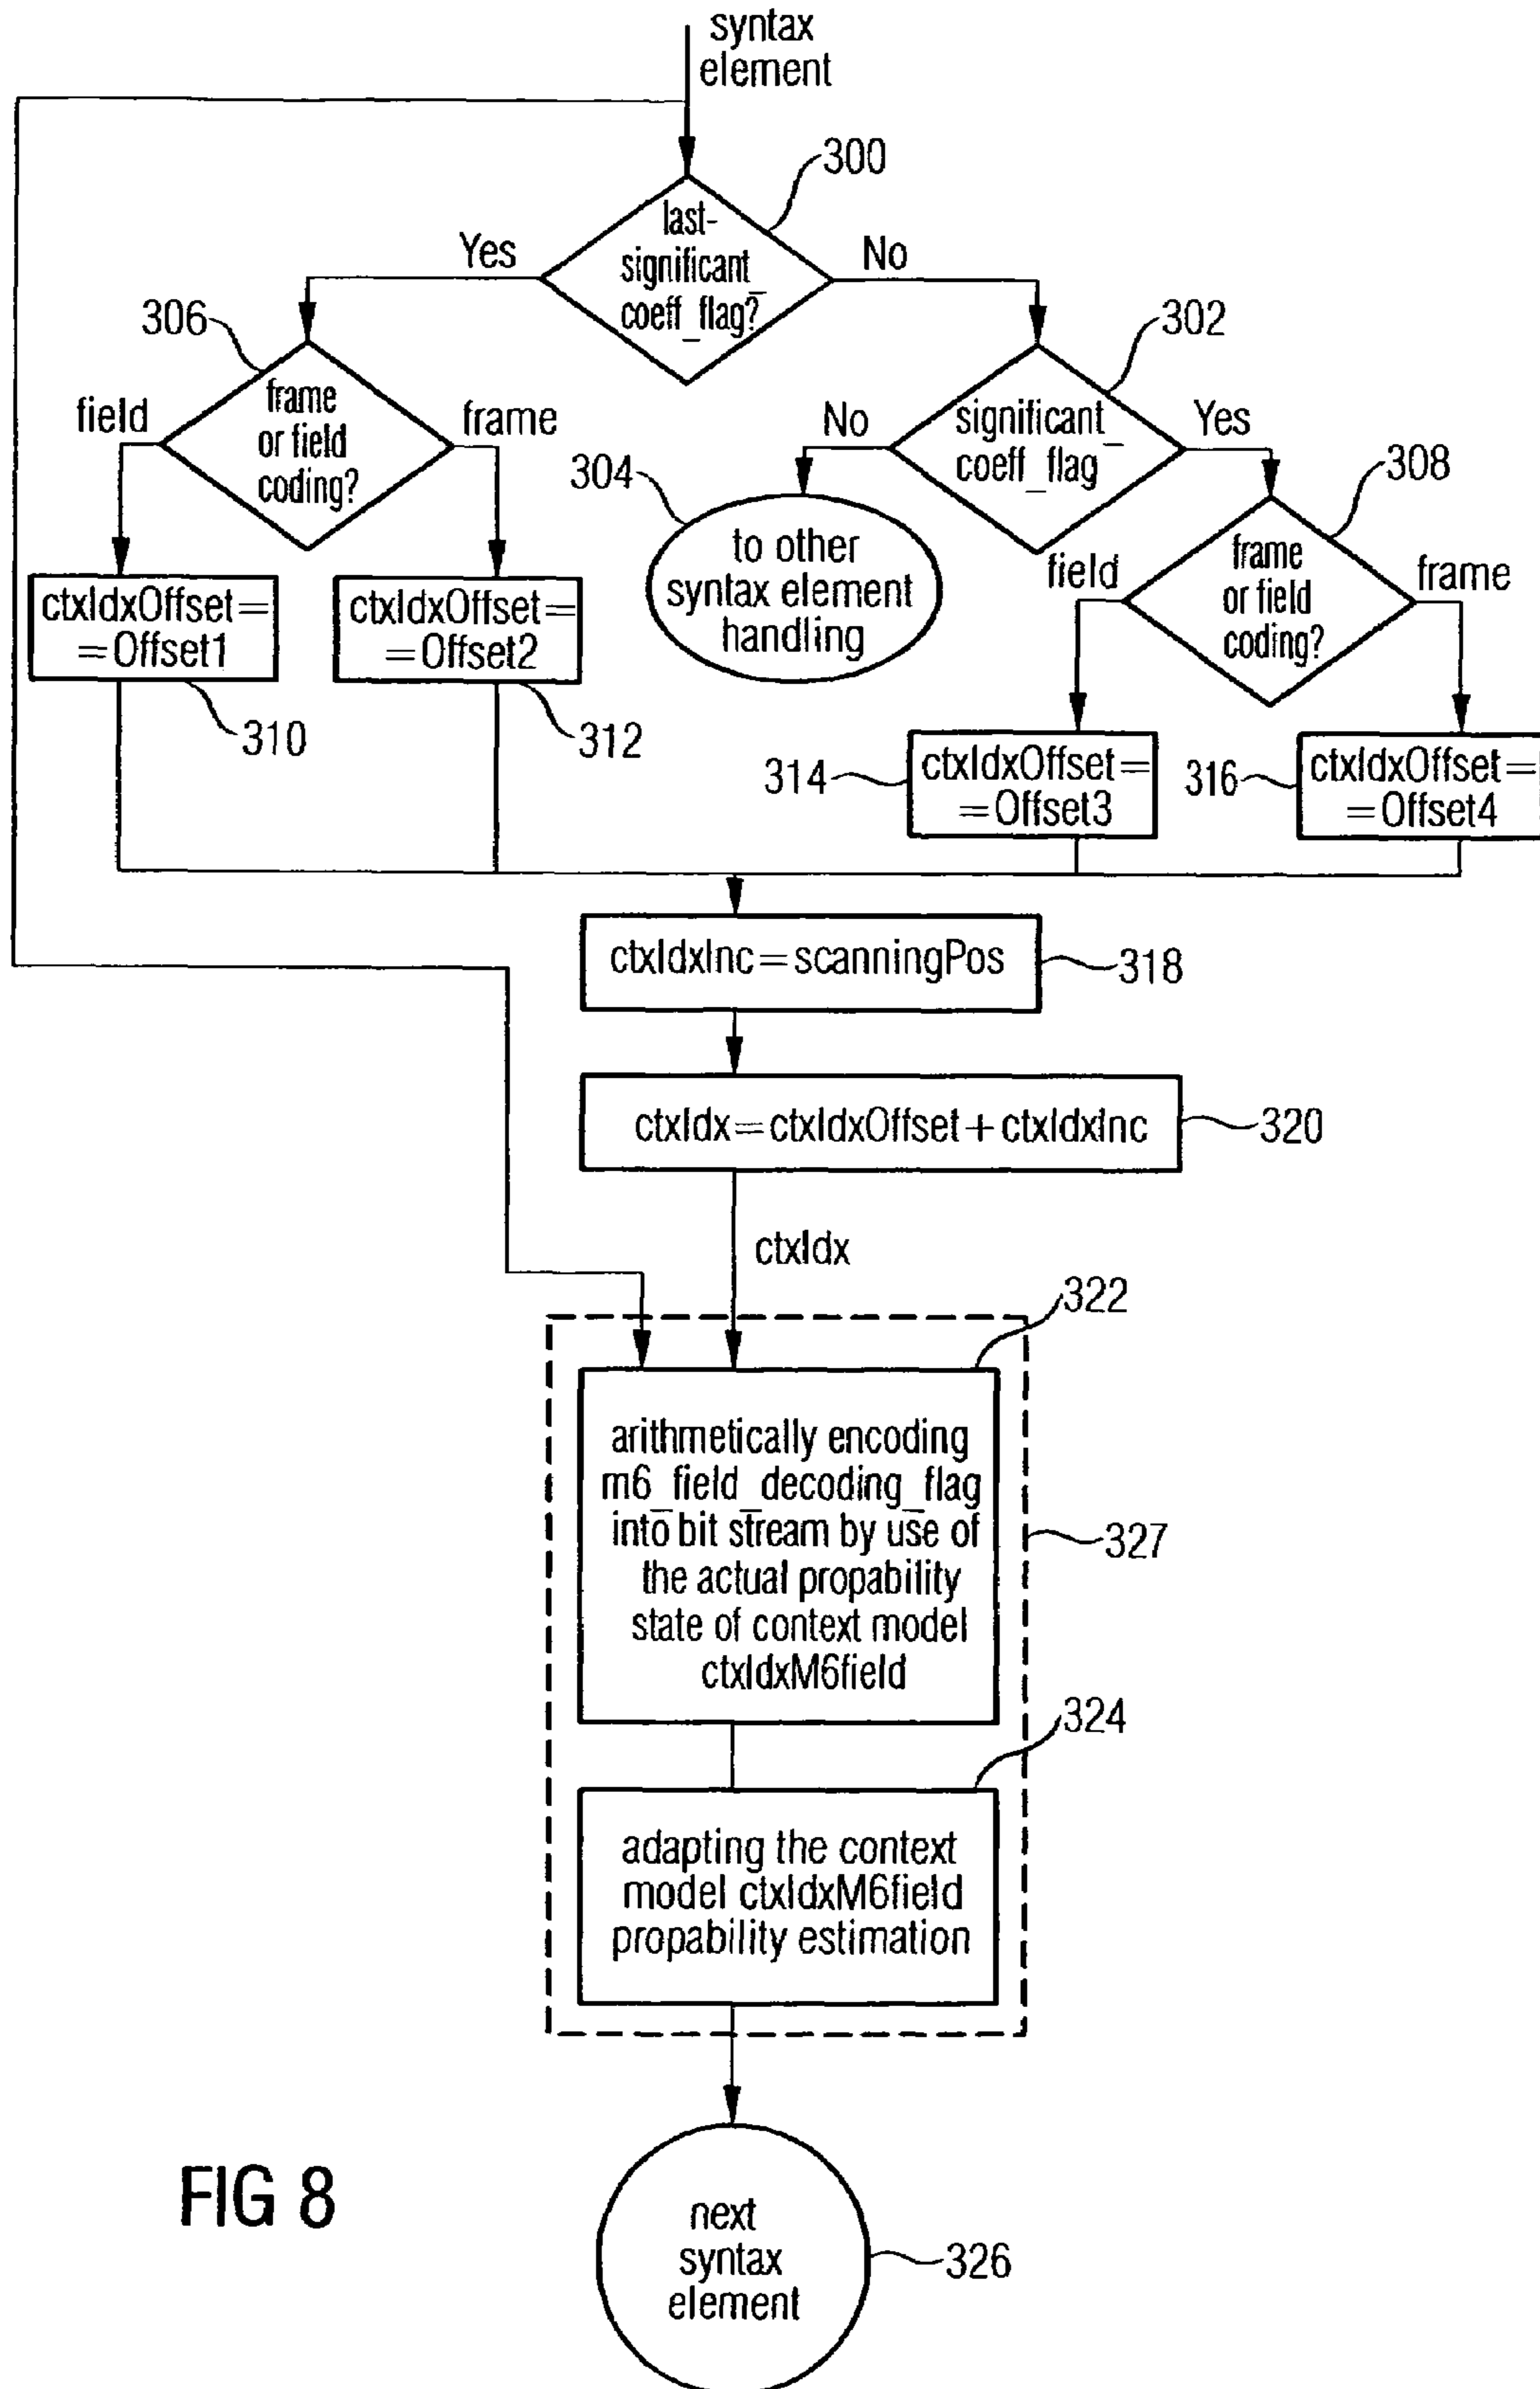 syntax
element
300
last-
significant_
coeff_flag?
Yes
No
306
302
frame
or field
coding?
field
frame
significant_
coeff_flag
No
Yes
304
308
to other
syntax element
handling
frame
or field
coding?
field
frame
ctxIdxOffset=
=Offset1
ctxIdxOffset=
=Offset2
310
312
314
ctxIdxOffset=
=Offset3
316
ctxIdxOffset=
=Offset4
ctxIdxInc=scanningPos
318
ctxIdx=ctxIdxOffset+ctxIdxInc
320
ctxIdx
322
arithmetically encoding
m6_field_decoding_flag
into bit stream by use of
the actual propability
state of context model
ctxIdxM6field
327
324
adapting the context
model ctxIdxM6field
propability estimation
FIG 8
next
syntax
element
326